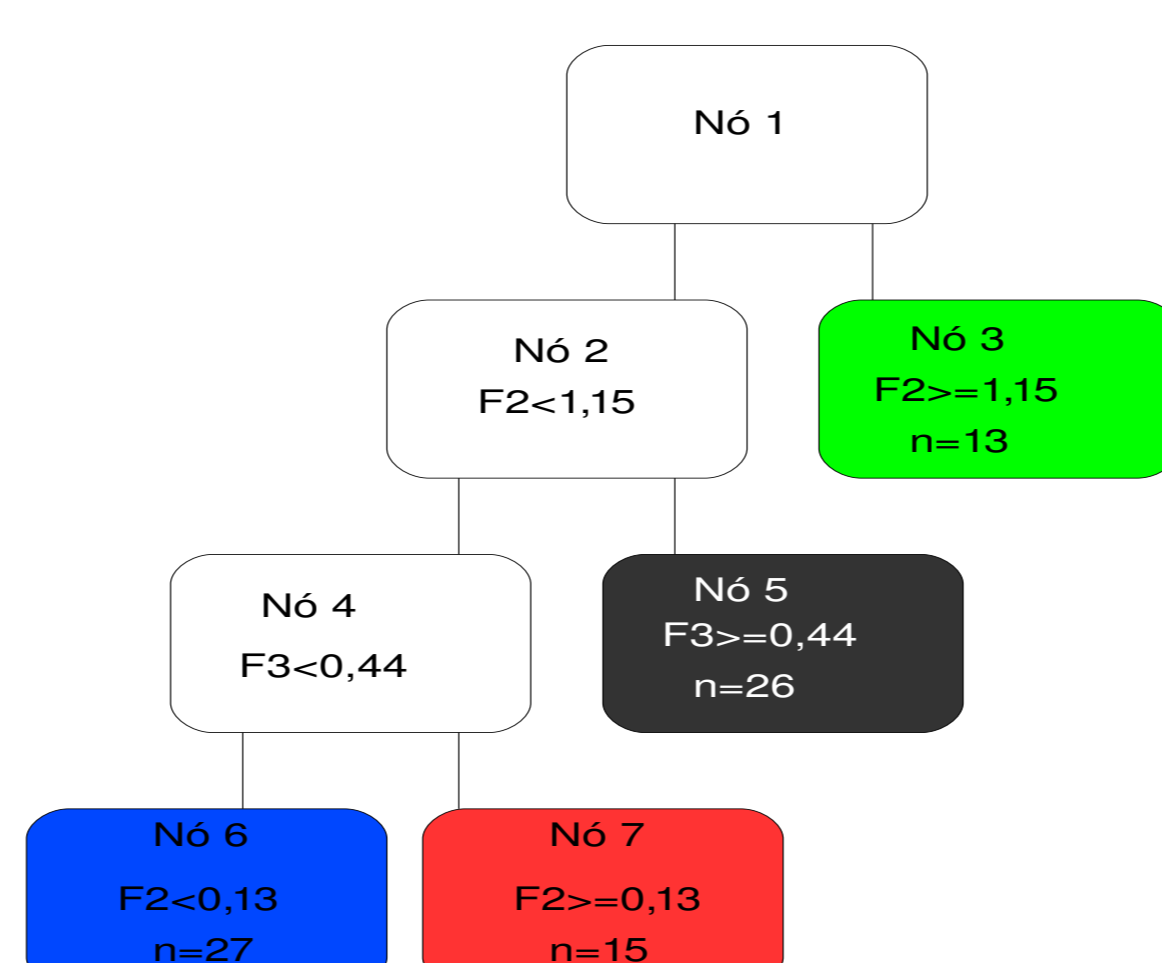 Nó 1
Nó 2
F2<1,15
Nó 3
F2>=1,15
n=13
Nó 4
F3<0,44
Nó 5
F3>=0,44
n=26
Nó 6
F2<0,13
n=27
Nó 7
F2>=0,13
n=15